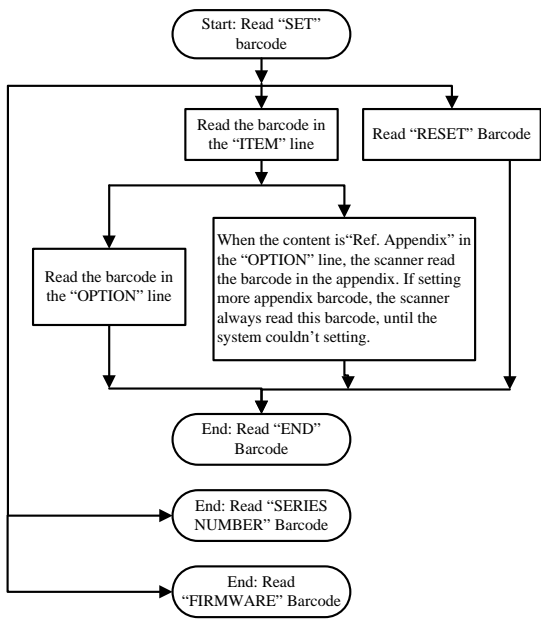 Start: Read “SET”
barcode
Read the barcode in
the “ITEM” line
Read “RESET” Barcode
Read the barcode in
the “OPTION” line
When the content is“Ref. Appendix” in
the “OPTION” line, the scanner read
the barcode in the appendix. If setting
more appendix barcode, the scanner
always read this barcode, until the
system couldn’t setting.
End: Read “END”
Barcode
End: Read “SERIES
NUMBER” Barcode
End: Read
“FIRMWARE” Barcode